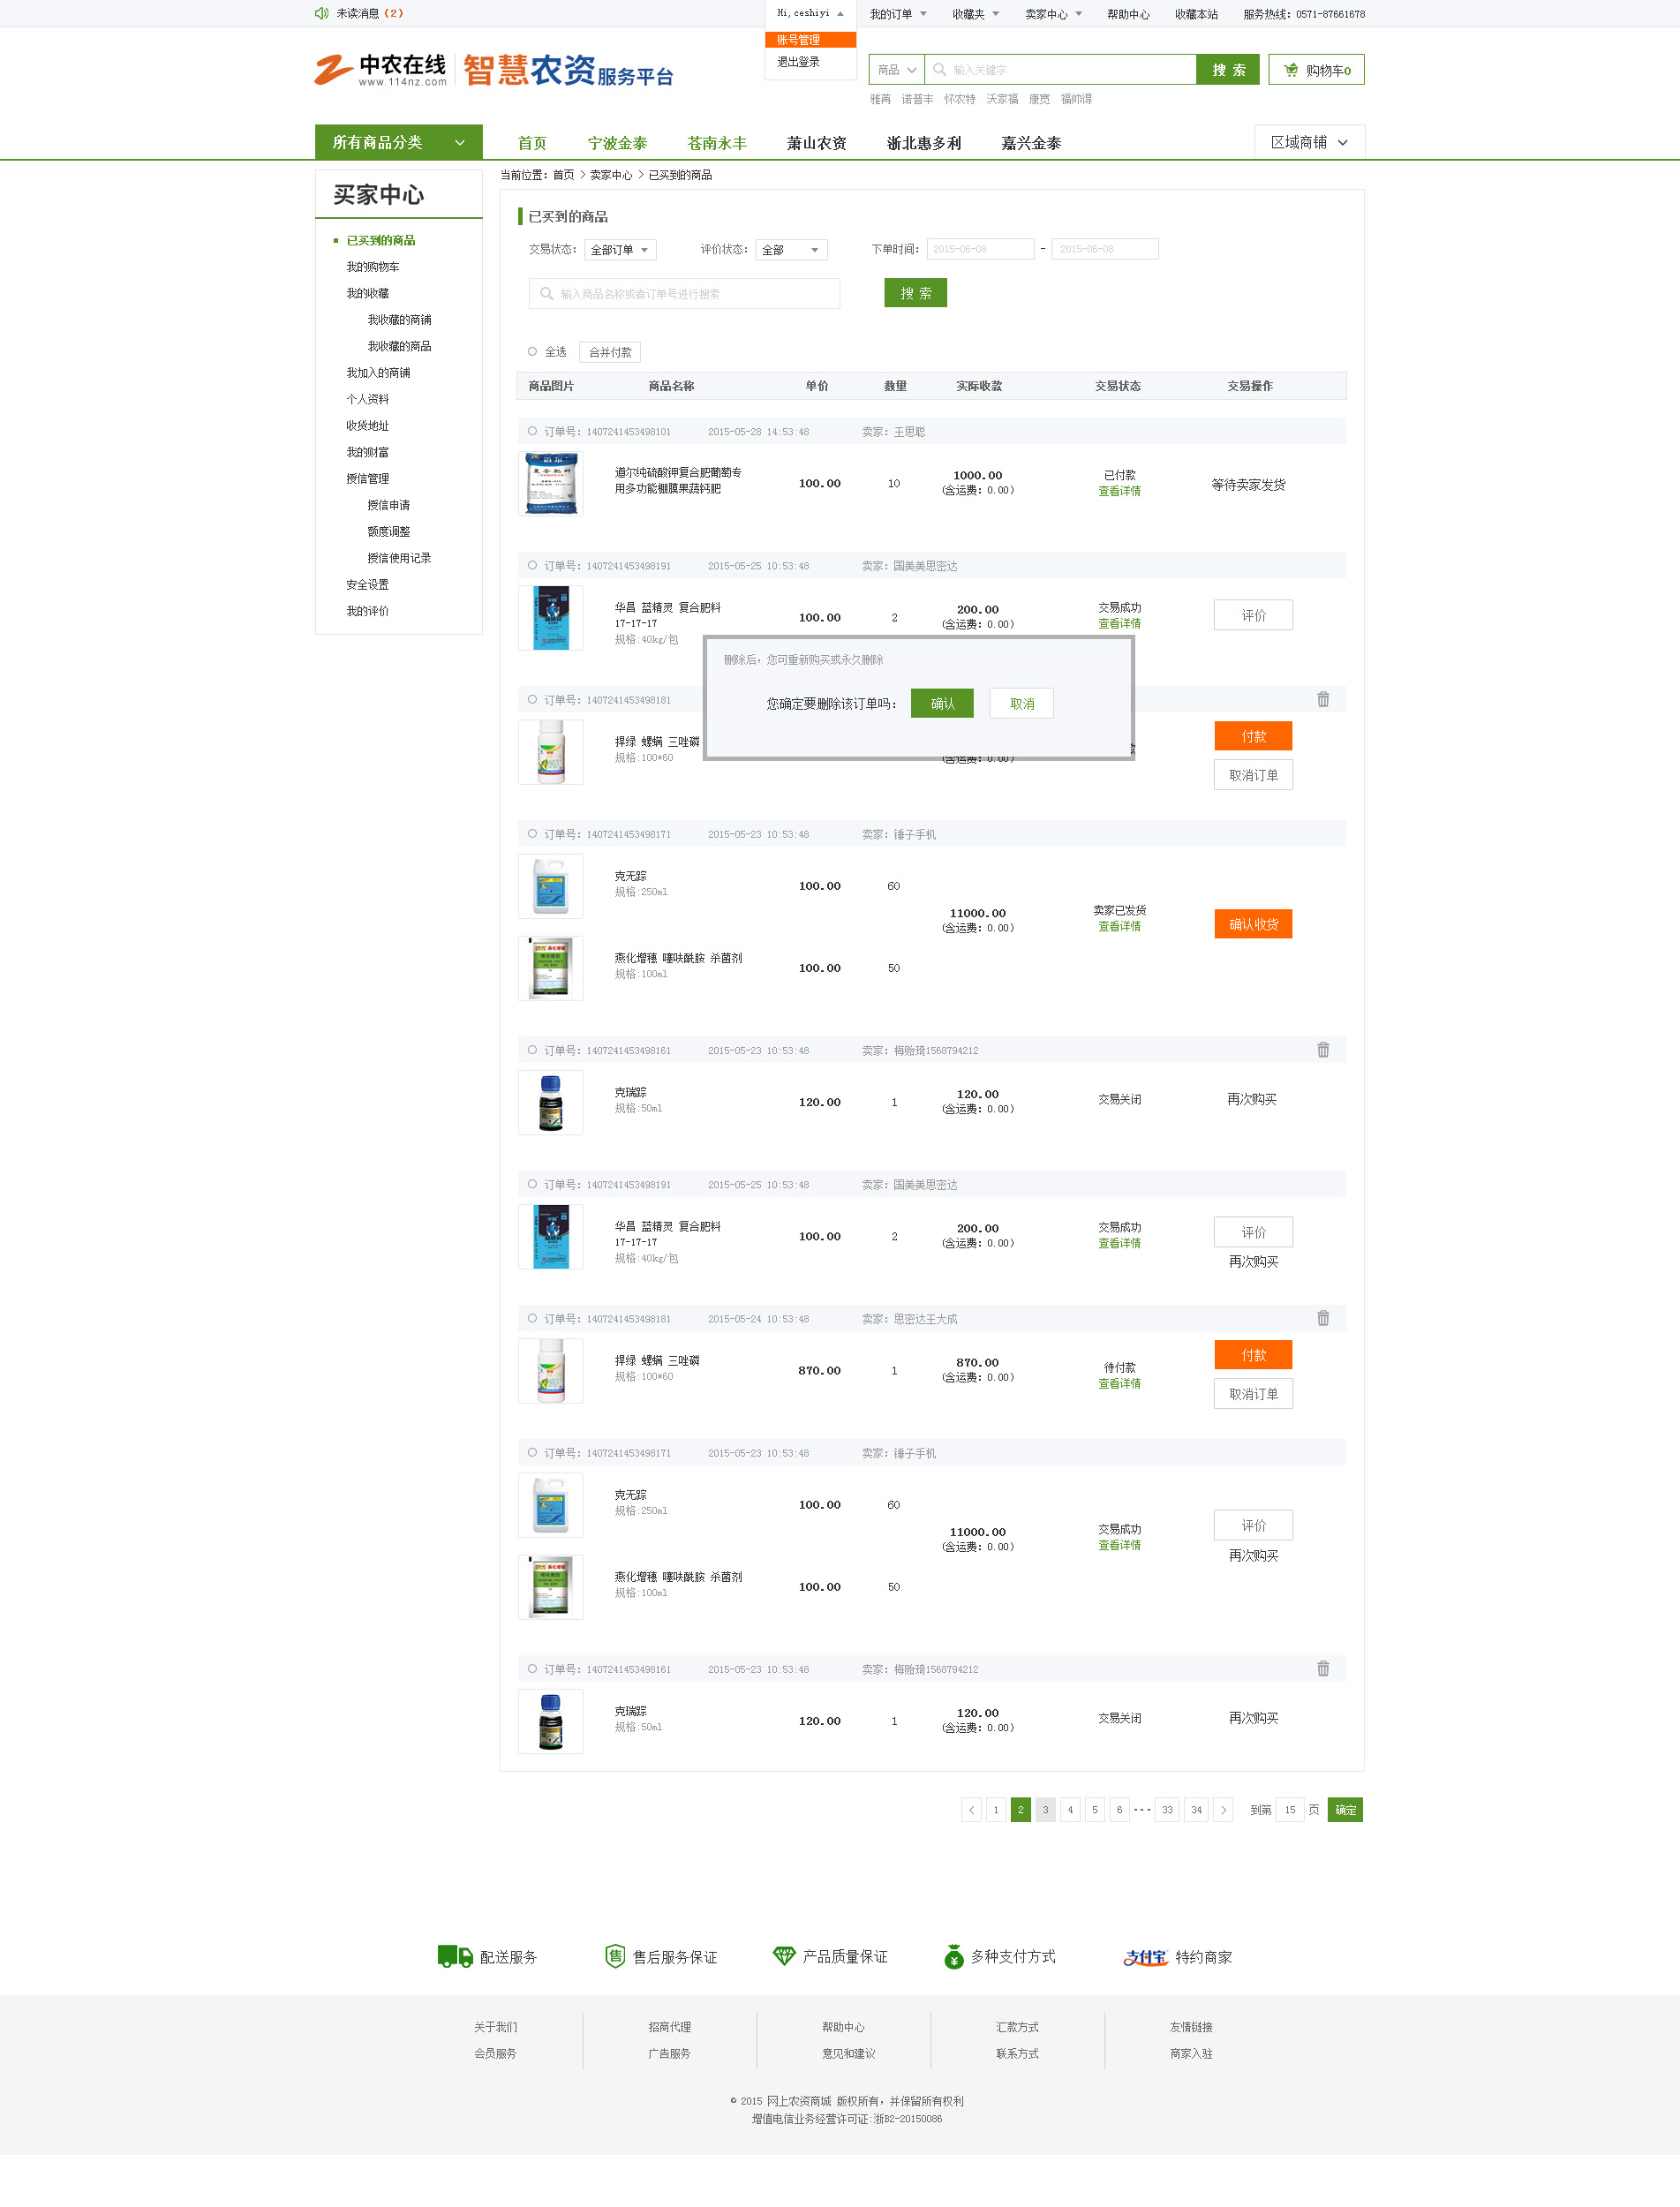 未读消息（2）
Hi,ceshiyi
我的订单
收藏夹
卖家中心
帮助中心
收藏本站
服务热线：0571-87661678
账号管理
退出登录
中农在线
www.114nz.com
智慧农资服务平台
商品
输入关键字
搜 索
购物车0
雅苒 诺普丰 怀农特 沃家福 康宽 福帅得
所有商品分类
首页
宁波金泰
苍南永丰
萧山农资
浙北惠多利
嘉兴金泰
区域商铺
买家中心
已买到的商品
我的购物车
我的收藏
我收藏的商铺
我收藏的商品
我加入的商铺
个人资料
收货地址
我的财富
授信管理
授信申请
额度调整
授信使用记录
安全设置
我的评价
当前位置：首页 > 卖家中心 > 已买到的商品
已买到的商品
交易状态：全部订单
评价状态：全部
下单时间：2015-06-08 - 2015-06-08
输入商品名称或者订单号进行搜索
搜 索
全选 合并付款
商品图片 商品名称 单价 数量 实际收款 交易状态 交易操作
订单号：1407241453498101 2015-05-28 14:53:48 卖家：王思聪
道尔纯硫酸钾复合肥葡萄专
用多功能棚膜果蔬钙肥
100.00 10 1000.00
(含运费：0.00)
已付款
查看详情
等待卖家发货
订单号：1407241453498191 2015-05-25 10:53:48 卖家：国美美思密达
华昌 蓝精灵 复合肥料
17-17-17
规格:40kg/包
100.00 2 200.00
(含运费：0.00)
交易成功
查看详情
评价
删除后，您可重新购买或永久删除
您确定要删除该订单吗：
确认
取消
订单号：1407241453498181
捍绿 螺螨 三唑磷
规格:100*60
(含运费：0.00)
付款
取消订单
订单号：1407241453498171 2015-05-23 10:53:48 卖家：锤子手机
克无踪
规格:250ml
100.00 60
11000.00
(含运费：0.00)
卖家已发货
查看详情
确认收货
燕化增穗 噻呋酰胺 杀菌剂
规格:100ml
100.00 50
订单号：1407241453498161 2015-05-23 10:53:48 卖家：梅贻琦1568794212
克瑞踪
规格:50ml
120.00 1 120.00
(含运费：0.00)
交易关闭
再次购买
订单号：1407241453498191 2015-05-25 10:53:48 卖家：国美美思密达
华昌 蓝精灵 复合肥料
17-17-17
规格:40kg/包
100.00 2 200.00
(含运费：0.00)
交易成功
查看详情
评价
再次购买
订单号：1407241453498181 2015-05-24 10:53:48 卖家：思密达王大成
捍绿 螺螨 三唑磷
规格:100*60
870.00 1 870.00
(含运费：0.00)
待付款
查看详情
付款
取消订单
订单号：1407241453498171 2015-05-23 10:53:48 卖家：锤子手机
克无踪
规格:250ml
100.00 60
11000.00
(含运费：0.00)
交易成功
查看详情
评价
再次购买
燕化增穗 噻呋酰胺 杀菌剂
规格:100ml
100.00 50
订单号：1407241453498161 2015-05-23 10:53:48 卖家：梅贻琦1568794212
克瑞踪
规格:50ml
120.00 1 120.00
(含运费：0.00)
交易关闭
再次购买
< 1 2 3 4 5 6 ··· 33 34 > 到第 15 页 确定
配送服务
售后服务保证
产品质量保证
多种支付方式
支付宝 特约商家
关于我们 招商代理 帮助中心 汇款方式 友情链接
会员服务 广告服务 意见和建议 联系方式 商家入驻
© 2015 网上农资商城 版权所有，并保留所有权利
增值电信业务经营许可证:浙B2-20150086